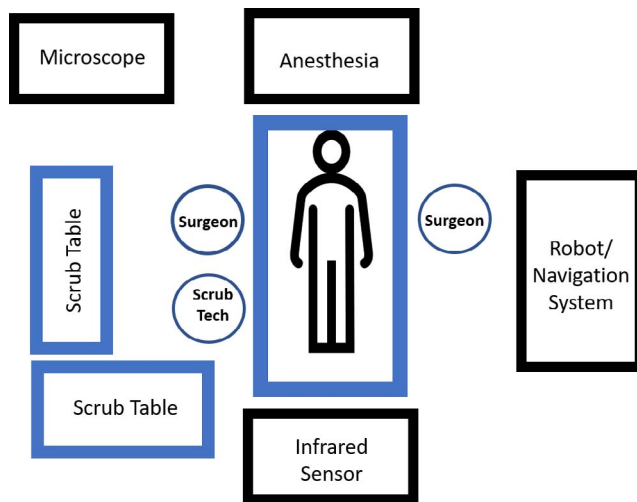 Microscope
Anesthesia
Scrub Table
Surgeon
Surgeon
Scrub
Tech
Robot/
Navigation
System
Scrub Table
Infrared
Sensor